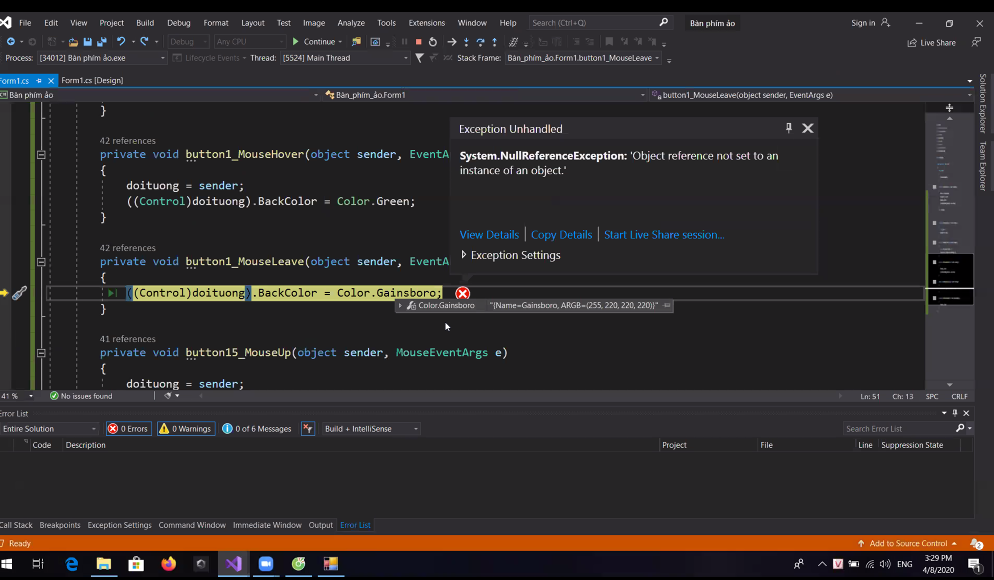 File Edit View Project Build Debug Format Layout Test Image Analyze Tools Extensions Window Help Search (Ctrl+Q) Bàn phím ảo Sign in
Debug Any CPU Continue Live Share
Process: [34012] Bàn phím ảo.exe Lifecycle Events Thread: [5524] Main Thread Stack Frame: Bàn_phím_ảo.Form1.button1_MouseLeave
Form1.cs Form1.cs [Design]
Bàn phím ảo Bàn_phím_ảo.Form1 button1_MouseLeave(object sender, EventArgs e)
}
42 references
private void button1_MouseHover(object sender, EventA
{
doituong = sender;
((Control)doituong).BackColor = Color.Green;
}
42 references
private void button1_MouseLeave(object sender, EventA
{
((Control)doituong).BackColor = Color.Gainsboro;
Color.Gainsboro "{Name=Gainsboro, ARGB=(255, 220, 220, 220)}"
}
41 references
private void button15_MouseUp(object sender, MouseEventArgs e)
{
doituong = sender;
Exception Unhandled
System.NullReferenceException: 'Object reference not set to an
instance of an object.'
View Details | Copy Details | Start Live Share session...
Exception Settings
Solution Explorer
Team Explorer
41 % No issues found Ln: 51 Ch: 13 SPC CRLF
Error List
Entire Solution 0 Errors 0 Warnings 0 of 6 Messages Build + IntelliSense Search Error List
Code Description Project File Line Suppression State
Call Stack Breakpoints Exception Settings Command Window Immediate Window Output Error List
Ready Add to Source Control 2
ENG 3:29 PM
4/8/2020 1